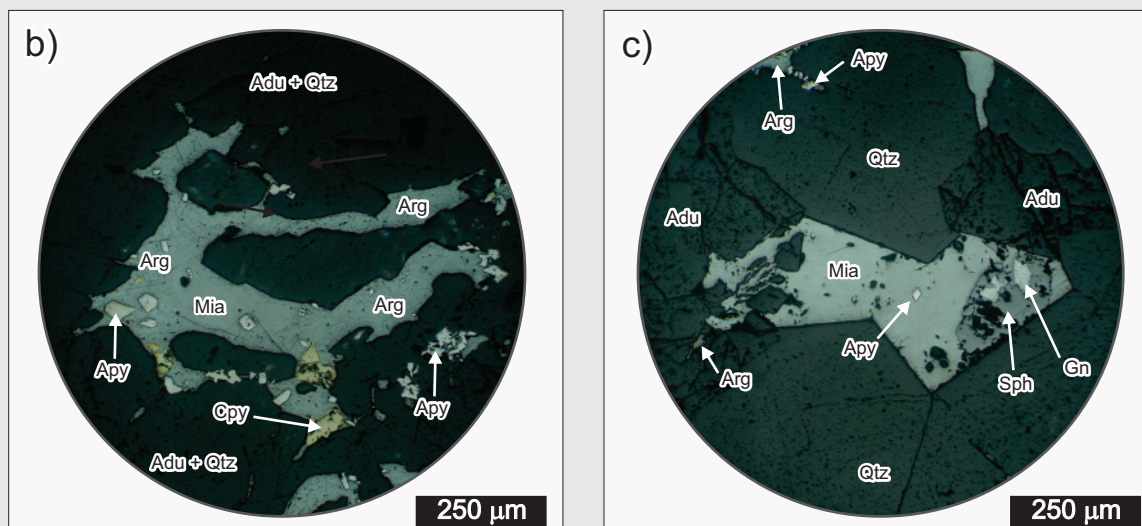 b)
Adu + Qtz
Arg
Arg
Mia
Arg
Apy
Apy
Cpy
Adu + Qtz
250 µm
c)
Apy
Arg
Qtz
Adu
Adu
Mia
Apy
Gn
Sph
Arg
Qtz
250 µm